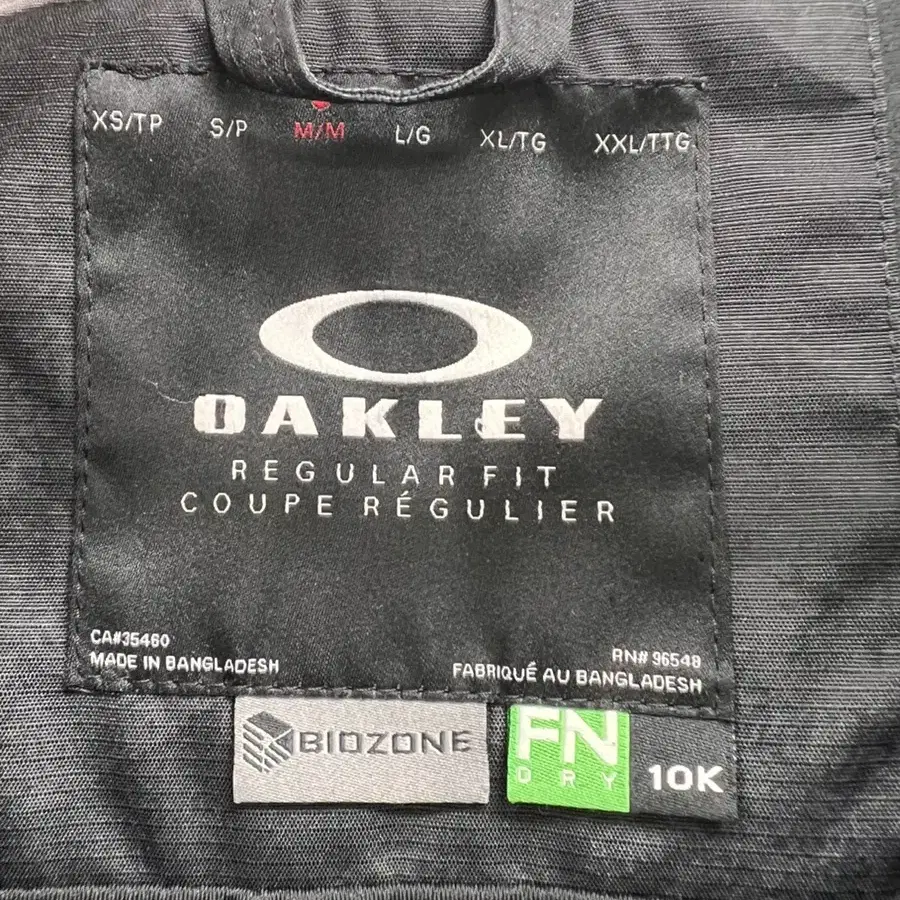 XS/TP S/P M/M L/G XL/TG XXL/TTG
OAKLEY
REGULAR FIT
COUPE RÉGULIER
CA#35460
MADE IN BANGLADESH
RN# 96548
FABRIQUÉ AU BANGLADESH
BIOZONE
FN
DRY
10K